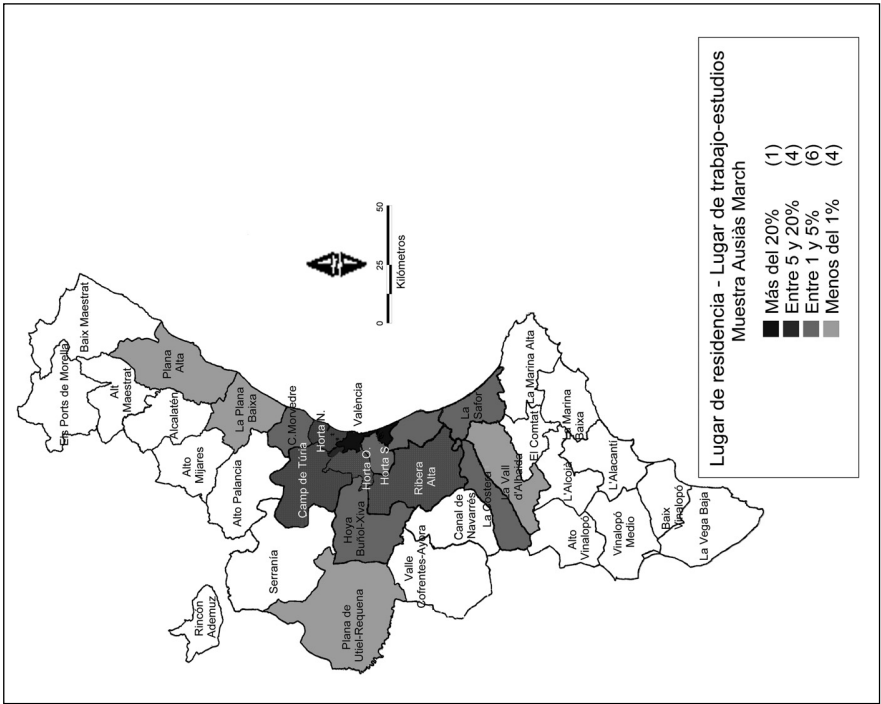 Els Ports de Morella
Baix Maestrat
Alt
Maestrat
Plana
Alta
Alcalatén
La Plana
Baixa
Alto
Mijares
Alto Palancia
C.Morvedre
Camp de Túria
Horta N.
València
Horta O.
Horta S.
Hoya
Buñol-Xiva
Serranía
Rincón
Ademuz
Plana de
Utiel-Requena
Valle
Cofrentes-Ayora
Canal de
Navarrés
Ribera
Alta
La Costera
La
Safor
La Vall
d'Albaida
El Comtat
La Marina Alta
La Marina
Baixa
L'Alcoià
L'Alacantí
Alto
Vinalopó
Vinalopó
Medio
Baix
Vinalopó
La Vega Baja
0 25 50
Kilómetros
Lugar de residencia - Lugar de trabajo-estudios
Muestra Ausiàs March
Más del 20% (1)
Entre 5 y 20% (4)
Entre 1 y 5% (6)
Menos del 1% (4)